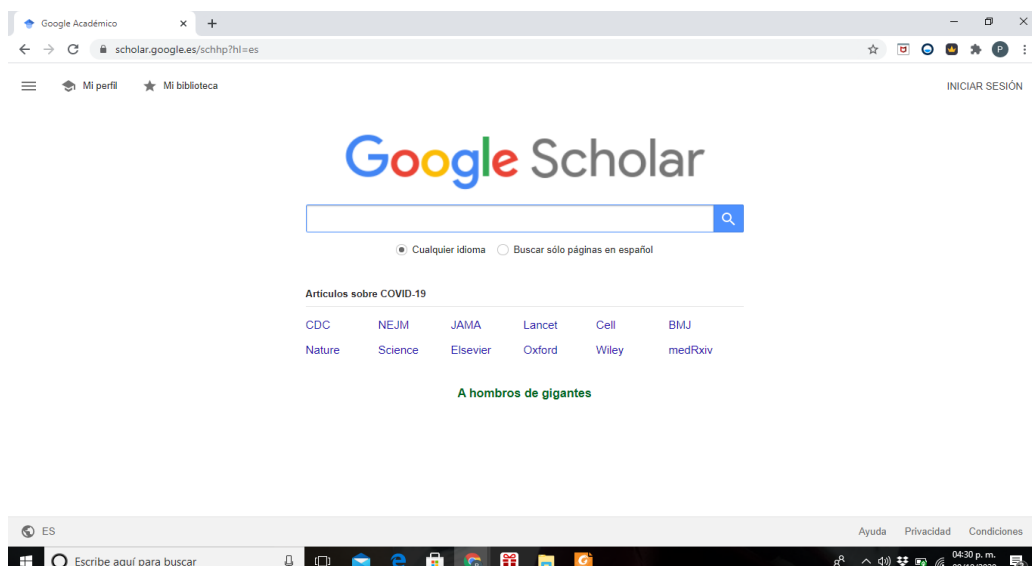 Google Académico
scholar.google.es/schhp?hl=es
P
Mi perfil Mi biblioteca INICIAR SESIÓN
Google Scholar
Cualquier idioma Buscar sólo páginas en español
Artículos sobre COVID-19
CDC NEJM JAMA Lancet Cell BMJ
Nature Science Elsevier Oxford Wiley medRxiv
A hombros de gigantes
ES Ayuda Privacidad Condiciones
Escribe aquí para buscar 04:30 p. m.